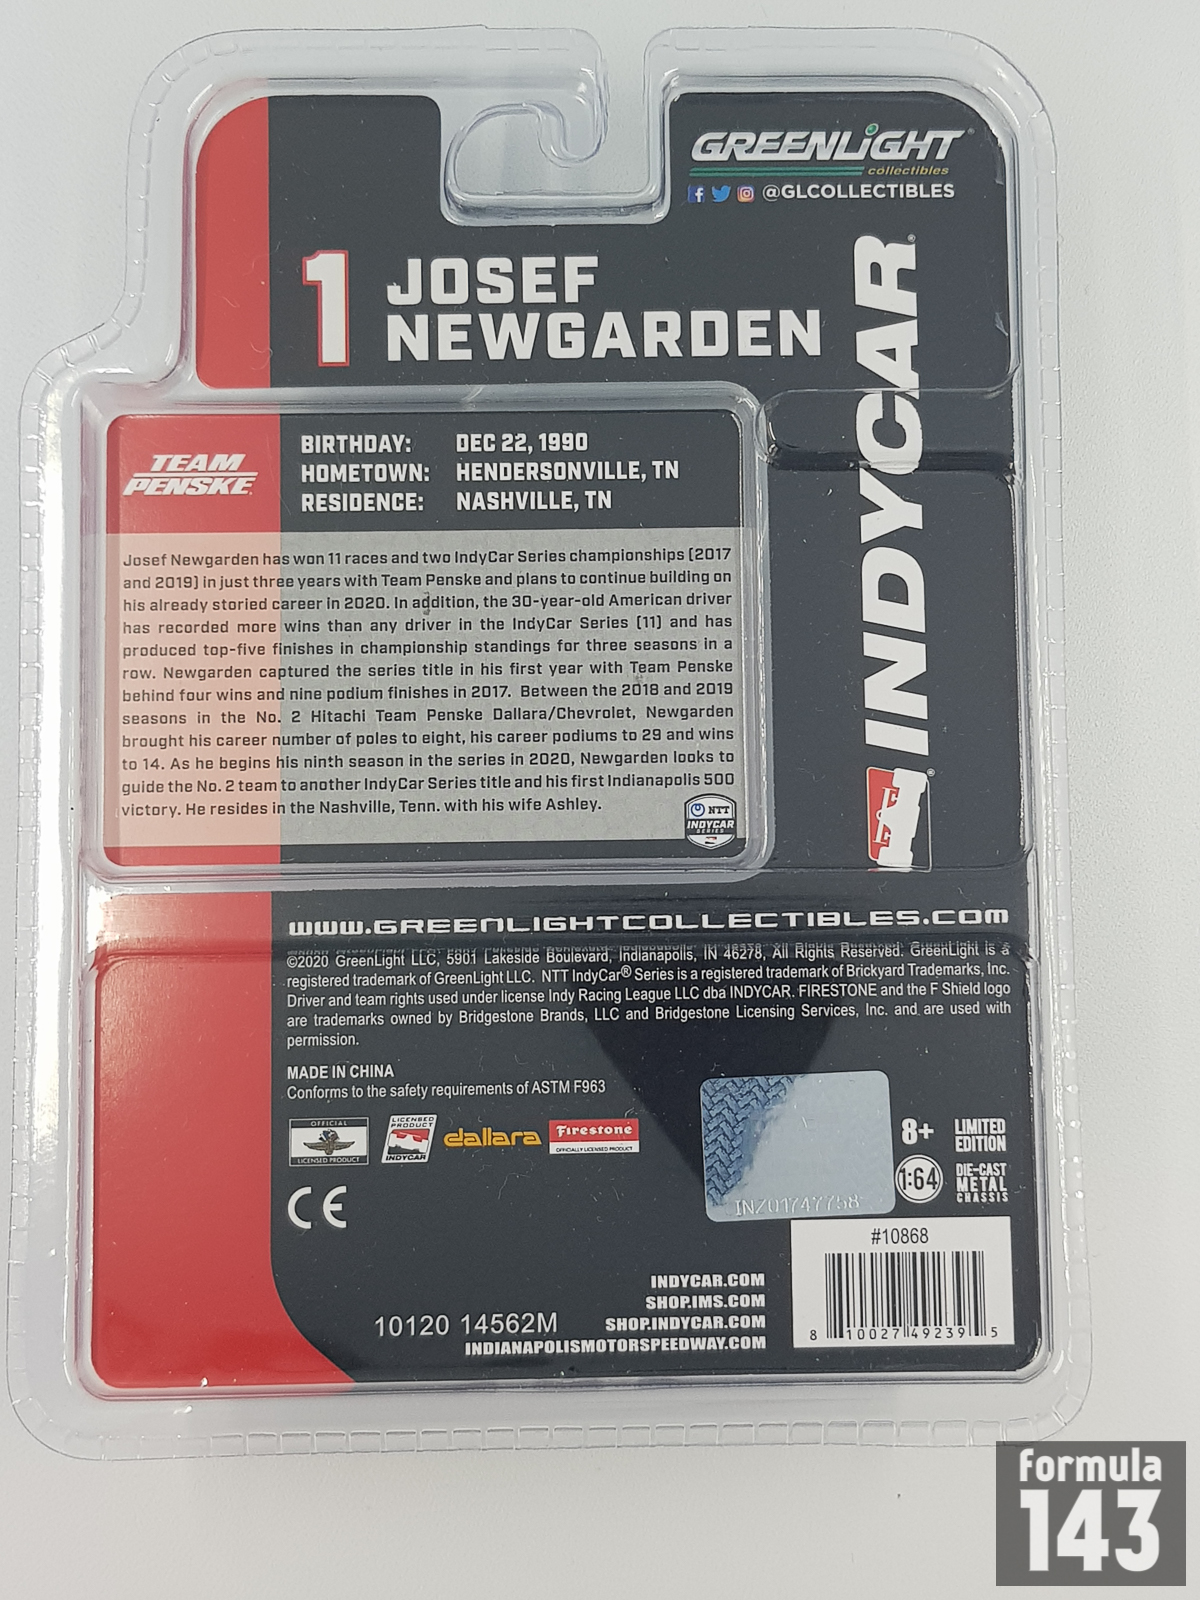 GREENLiGHT®
collectibles
@GLCOLLECTIBLES
1 JOSEF
NEWGARDEN
INDYCAR®
TEAM
PENSKE
BIRTHDAY: DEC 22, 1990
HOMETOWN: HENDERSONVILLE, TN
RESIDENCE: NASHVILLE, TN
Josef Newgarden has won 11 races and two IndyCar Series championships (2017
and 2019) in just three years with Team Penske and plans to continue building on
his already storied career in 2020. In addition, the 30-year-old American driver
has recorded more wins than any driver in the IndyCar Series (11) and has
produced top-five finishes in championship standings for three seasons in a
row. Newgarden captured the series title in his first year with Team Penske
behind four wins and nine podium finishes in 2017. Between the 2018 and 2019
seasons in the No. 2 Hitachi Team Penske Dallara/Chevrolet, Newgarden
brought his career number of poles to eight, his career podiums to 29 and wins
to 14. As he begins his ninth season in the series in 2020, Newgarden looks to
guide the No. 2 team to another IndyCar Series title and his first Indianapolis 500
victory. He resides in the Nashville, Tenn. with his wife Ashley.
NTT
INDYCAR
SERIES
www.GREENLIGHTCOLLECTIBLES.com
©2020 GreenLight LLC, 5901 Lakeside Boulevard, Indianapolis, IN 46278, All Rights Reserved. GreenLight is a
registered trademark of GreenLight LLC. NTT IndyCar® Series is a registered trademark of Brickyard Trademarks, Inc.
Driver and team rights used under license Indy Racing League LLC dba INDYCAR. FIRESTONE and the F Shield logo
are trademarks owned by Bridgestone Brands, LLC and Bridgestone Licensing Services, Inc. and are used with
permission.
MADE IN CHINA
Conforms to the safety requirements of ASTM F963
OFFICIAL
LICENSED PRODUCT
LICENSED
PRODUCT
INDYCAR
dallara
Firestone
OFFICIALLY LICENSED PRODUCT
CE
8+
LIMITED
EDITION
1:64
DIE-CAST
METAL
CHASSIS
INZ01747758
#10868
8 10027 49239 5
INDYCAR.COM
SHOP.IMS.COM
SHOP.INDYCAR.COM
INDIANAPOLISMOTORSPEEDWAY.COM
10120 14562M
formula
143